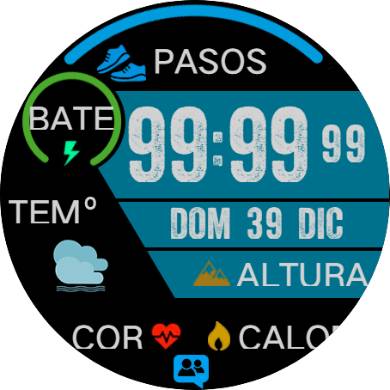 PASOS
BATE
99:99 99
TEMº
DOM 39 DIC
ALTURA
COR
CALO